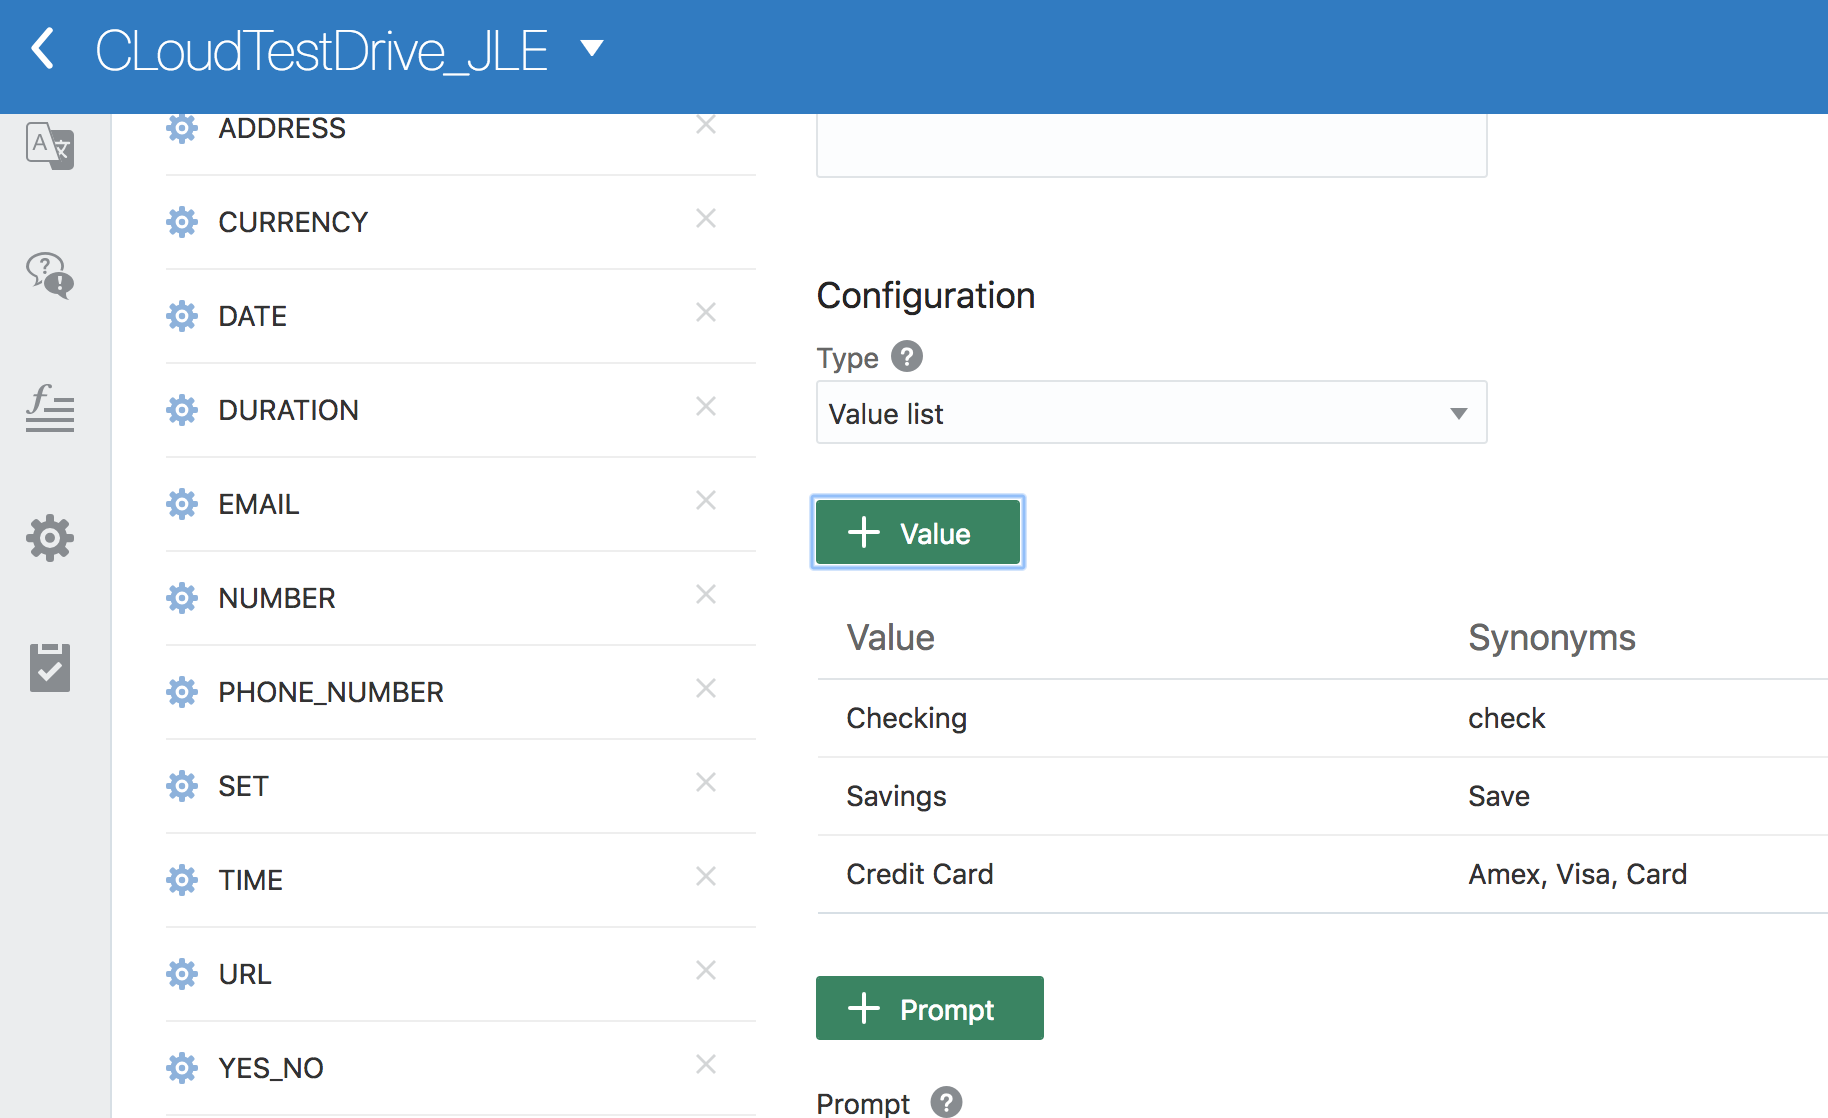 CLoudTestDrive_JLE
ADDRESS
CURRENCY
DATE
DURATION
EMAIL
NUMBER
PHONE_NUMBER
SET
TIME
URL
YES_NO
Configuration
Type ?
Value list
+ Value
Value Synonyms
Checking check
Savings Save
Credit Card Amex, Visa, Card
+ Prompt
Prompt ?